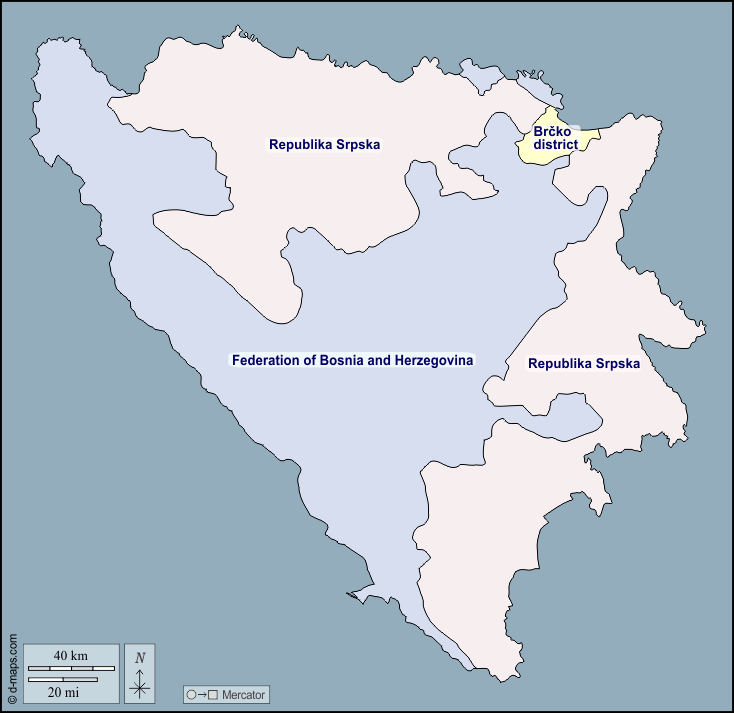 Republika Srpska
Brčko
district
Federation of Bosnia and Herzegovina
Republika Srpska
© d-maps.com
40 km
20 mi
N
Mercator